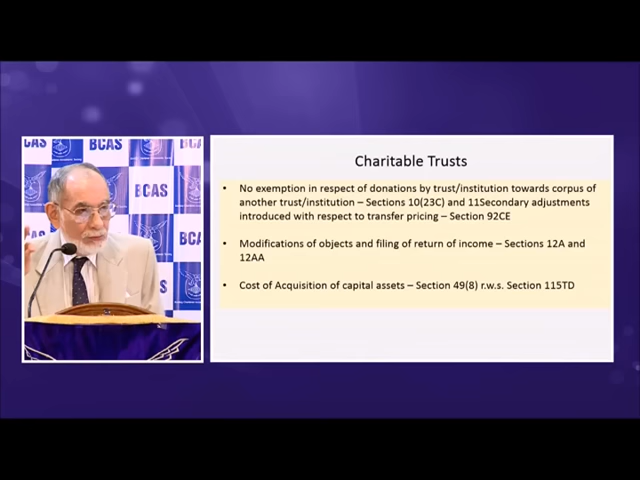 CAS
BCAS
BCAS
BCA
Charitable Trusts
• No exemption in respect of donations by trust/institution towards corpus of
another trust/institution – Sections 10(23C) and 11Secondary adjustments
introduced with respect to transfer pricing – Section 92CE
• Modifications of objects and filing of return of income – Sections 12A and
12AA
• Cost of Acquisition of capital assets – Section 49(8) r.w.s. Section 115TD